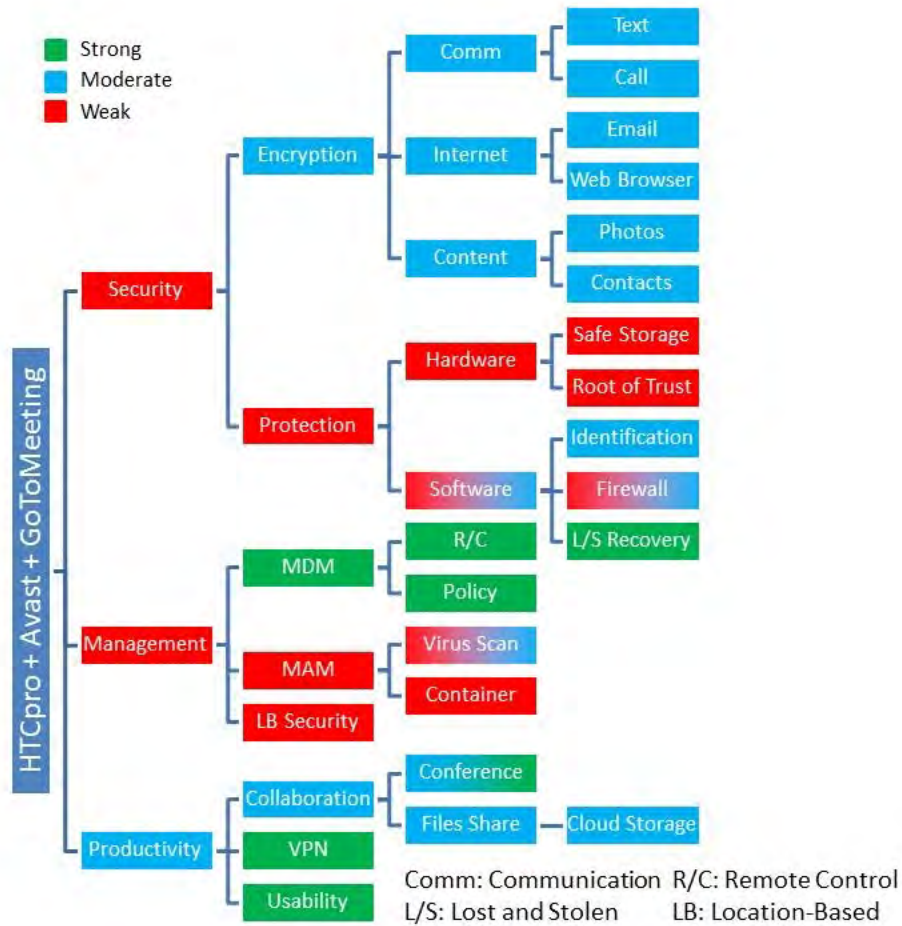 Strong
Moderate
Weak
HTCpro + Avast + GoToMeeting
Security
Encryption
Comm
Text
Call
Internet
Email
Web Browser
Content
Photos
Contacts
Protection
Hardware
Safe Storage
Root of Trust
Software
Identification
Firewall
L/S Recovery
Management
MDM
R/C
Policy
MAM
Virus Scan
Container
LB Security
Productivity
Collaboration
Conference
Files Share
Cloud Storage
VPN
Usability
Comm: Communication R/C: Remote Control
L/S: Lost and Stolen LB: Location-Based